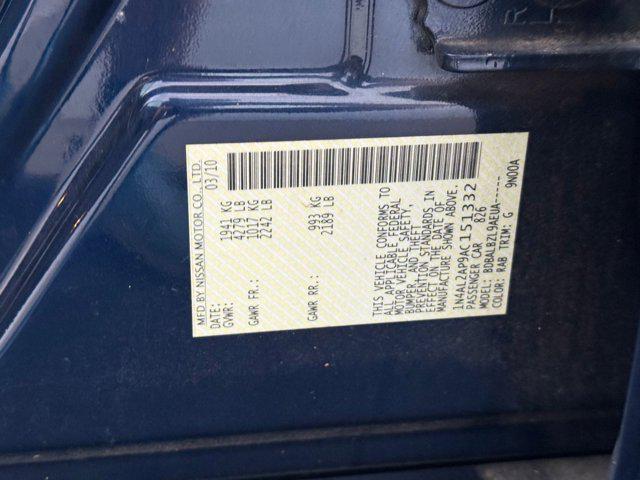 MFD BY NISSAN MOTOR CO., LTD.
DATE: 03/10
GVWR: 1941 KG
4279 LB
GAWR FR.: 1017 KG
2242 LB
GAWR RR.: 993 KG
2189 LB
THIS VEHICLE CONFORMS TO
ALL APPLICABLE FEDERAL
MOTOR VEHICLE SAFETY,
BUMPER, AND THEFT
PREVENTION STANDARDS IN
EFFECT ON THE DATE OF
MANUFACTURE SHOWN ABOVE.
1N4AL2AP9AC151332
PASSENGER CAR 826
MODEL: BDBALBZL9AEUA-----
COLOR: RAB TRIM: G 9N00A